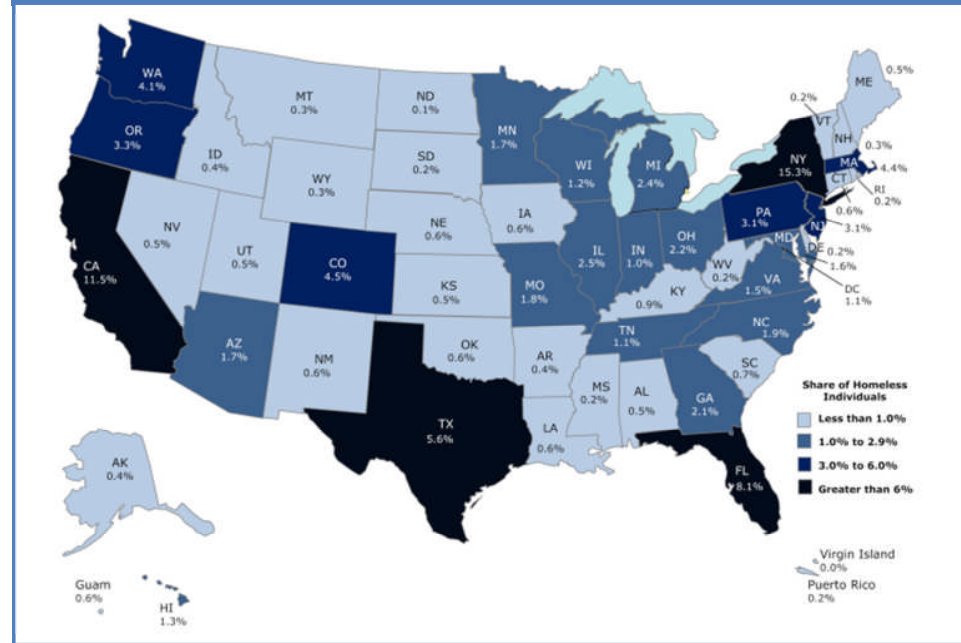 WA
4.1%
OR
3.3%
CA
11.5%
ID
0.4%
NV
0.5%
MT
0.3%
WY
0.3%
UT
0.5%
AZ
1.7%
CO
4.5%
NM
0.6%
ND
0.1%
SD
0.2%
NE
0.6%
KS
0.5%
OK
0.6%
TX
5.6%
MN
1.7%
IA
0.6%
MO
1.8%
AR
0.4%
LA
0.6%
WI
1.2%
IL
2.5%
MI
2.4%
IN
1.0%
OH
2.2%
KY
0.9%
TN
1.1%
MS
0.2%
AL
0.5%
GA
2.1%
FL
8.1%
SC
0.7%
NC
1.9%
VA
1.5%
WV
0.2%
PA
3.1%
NY
15.3%
VT
0.2%
NH
0.3%
ME
0.5%
MA
4.4%
RI
0.2%
CT
0.6%
NJ
3.1%
DE
0.2%
MD
1.6%
DC
1.1%
AK
0.4%
Guam
0.6%
HI
1.3%
Share of Homeless
Individuals
Less than 1.0%
1.0% to 2.9%
3.0% to 6.0%
Greater than 6%
Virgin Island
0.0%
Puerto Rico
0.2%